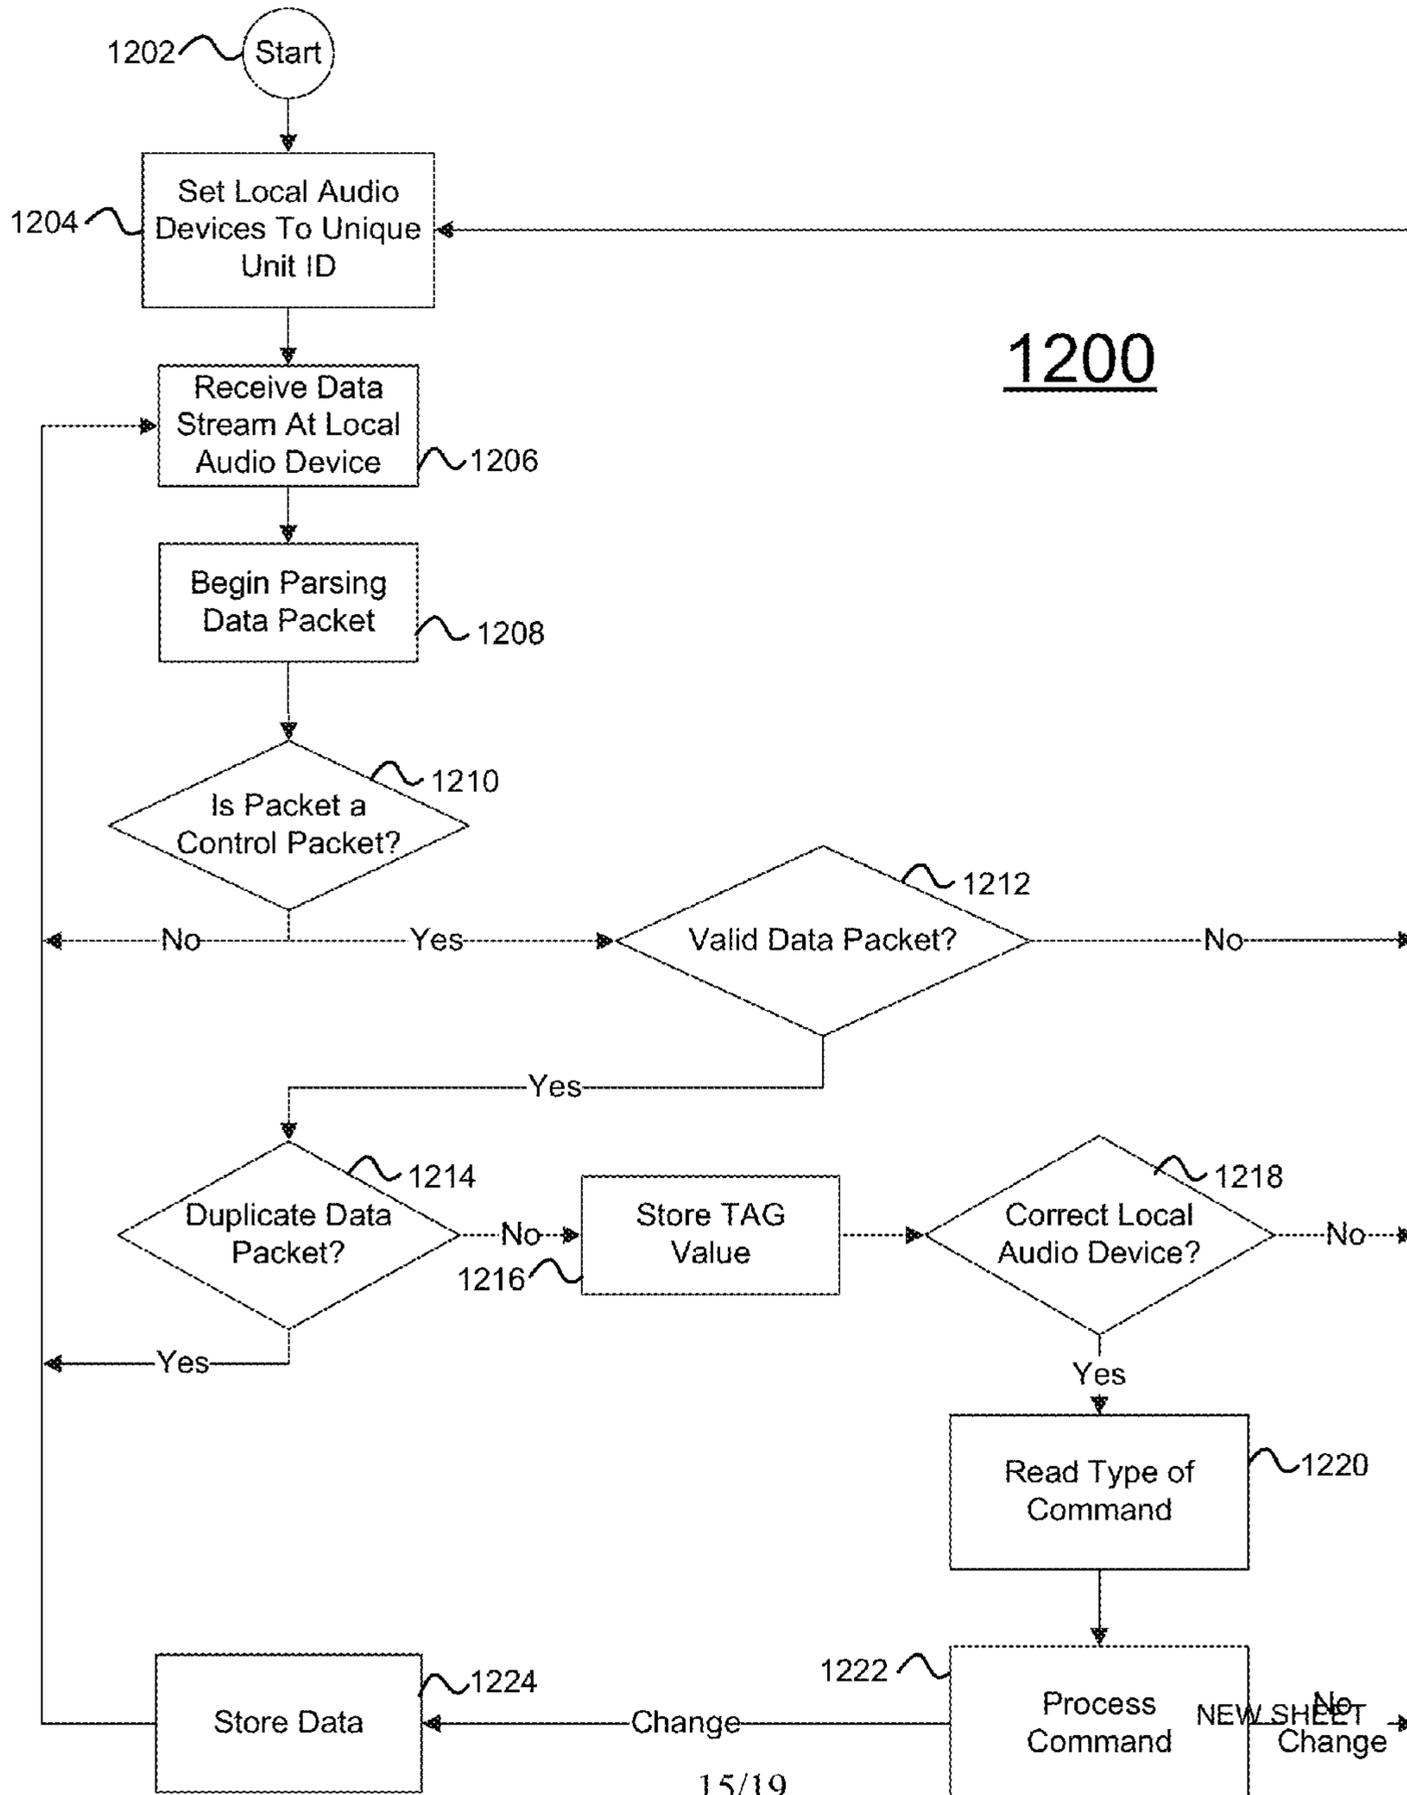 1202
Start
1204
Set Local Audio
Devices To Unique
Unit ID
1200
Receive Data
Stream At Local
Audio Device
1206
Begin Parsing
Data Packet
1208
1210
Is Packet a
Control Packet?
1212
Valid Data Packet?
No
Yes
No
Yes
1214
Duplicate Data
Packet?
No
1216
Store TAG
Value
1218
Correct Local
Audio Device?
No
Yes
Yes
Read Type of
Command
1220
1224
Store Data
Change
1222
Process
Command
NEW SHEET
No
Change
15/19